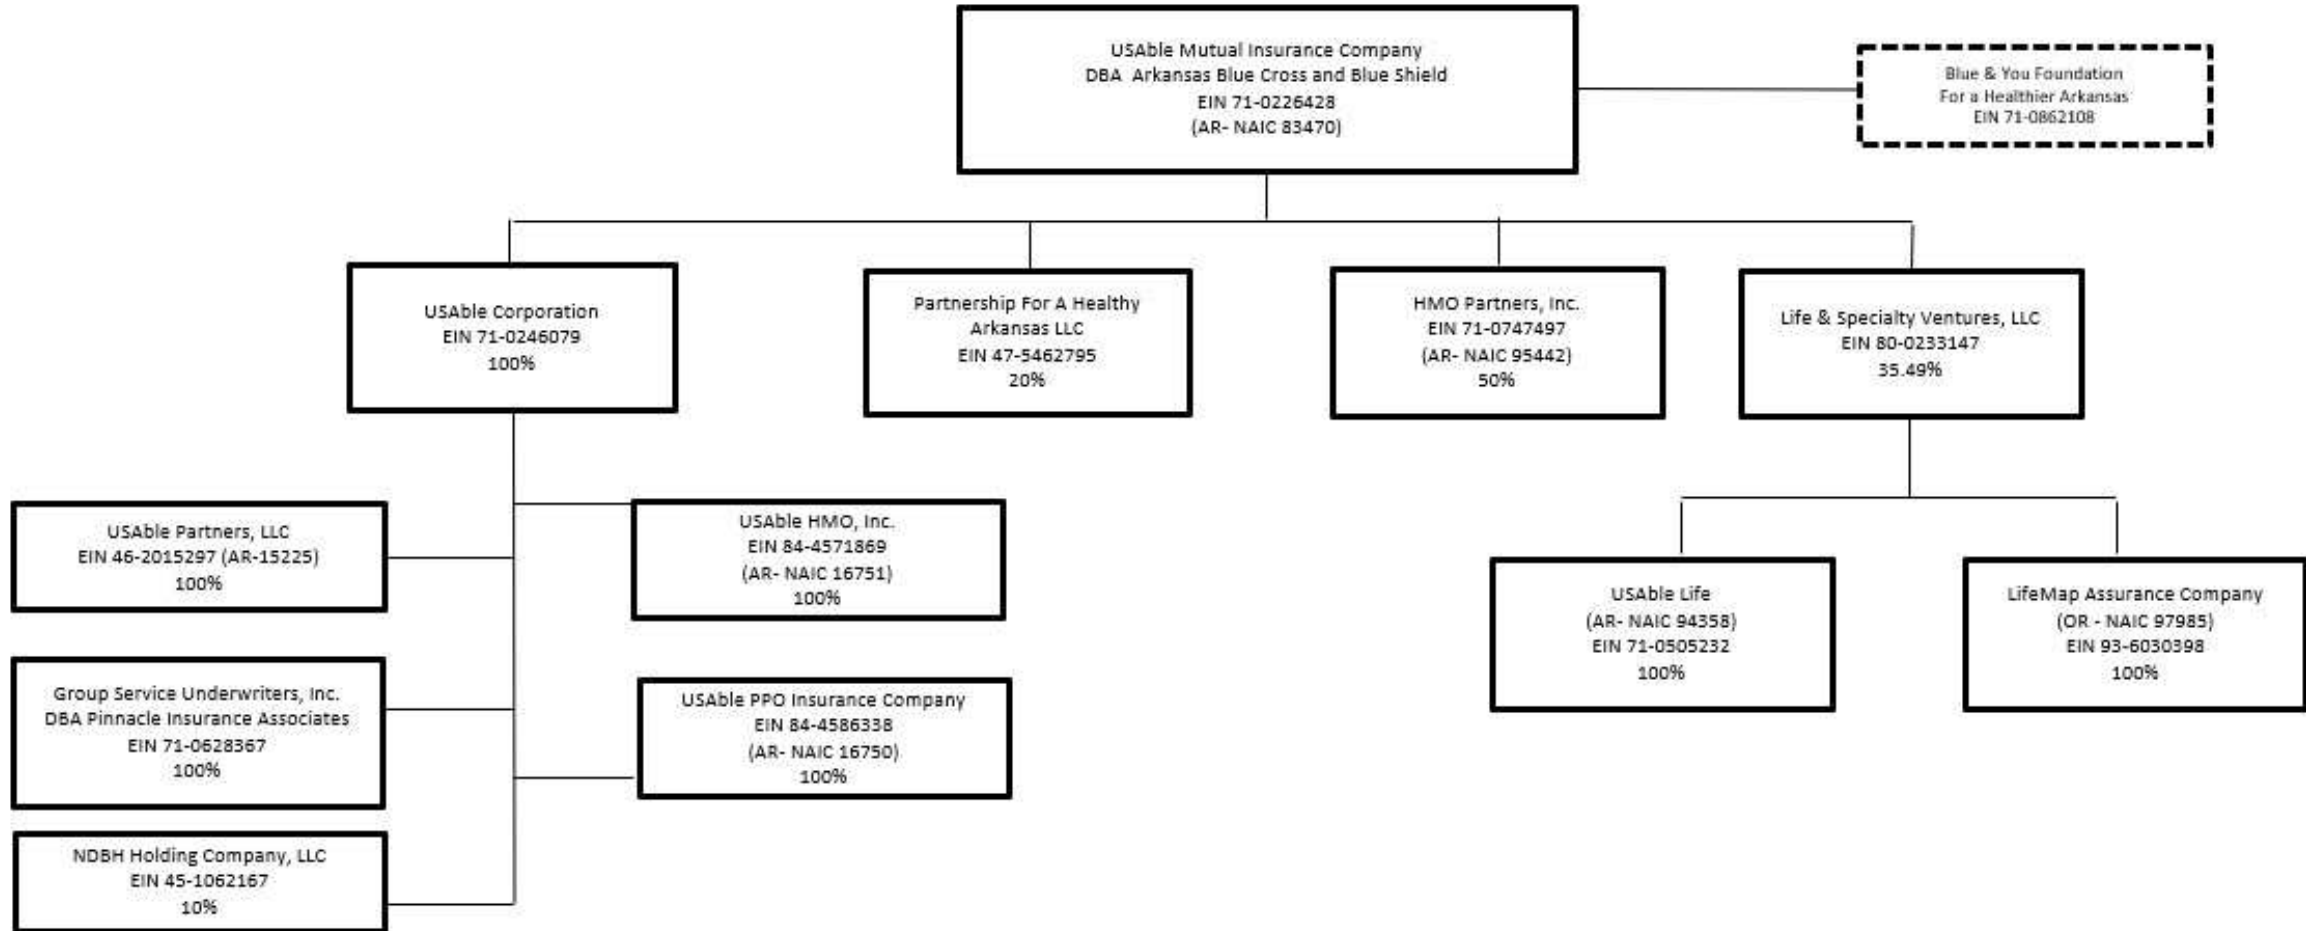 USAble Mutual Insurance Company
DBA Arkansas Blue Cross and Blue Shield
EIN 71-0226428
(AR- NAIC 83470)
Blue & You Foundation
For a Healthier Arkansas
EIN 71-0862108
USAble Corporation
EIN 71-0246079
100%
Partnership For A Healthy
Arkansas LLC
EIN 47-5462795
20%
HMO Partners, Inc.
EIN 71-0747497
(AR- NAIC 95442)
50%
Life & Specialty Ventures, LLC
EIN 80-0233147
35.49%
USAble Partners, LLC
EIN 46-2015297 (AR-15225)
100%
USAble HMO, Inc.
EIN 84-4571869
(AR- NAIC 16751)
100%
USAble Life
(AR- NAIC 94358)
EIN 71-0505232
100%
LifeMap Assurance Company
(OR - NAIC 97985)
EIN 93-6030398
100%
Group Service Underwriters, Inc.
DBA Pinnacle Insurance Associates
EIN 71-0628367
100%
USAble PPO Insurance Company
EIN 84-4586338
(AR- NAIC 16750)
100%
NDBH Holding Company, LLC
EIN 45-1062167
10%